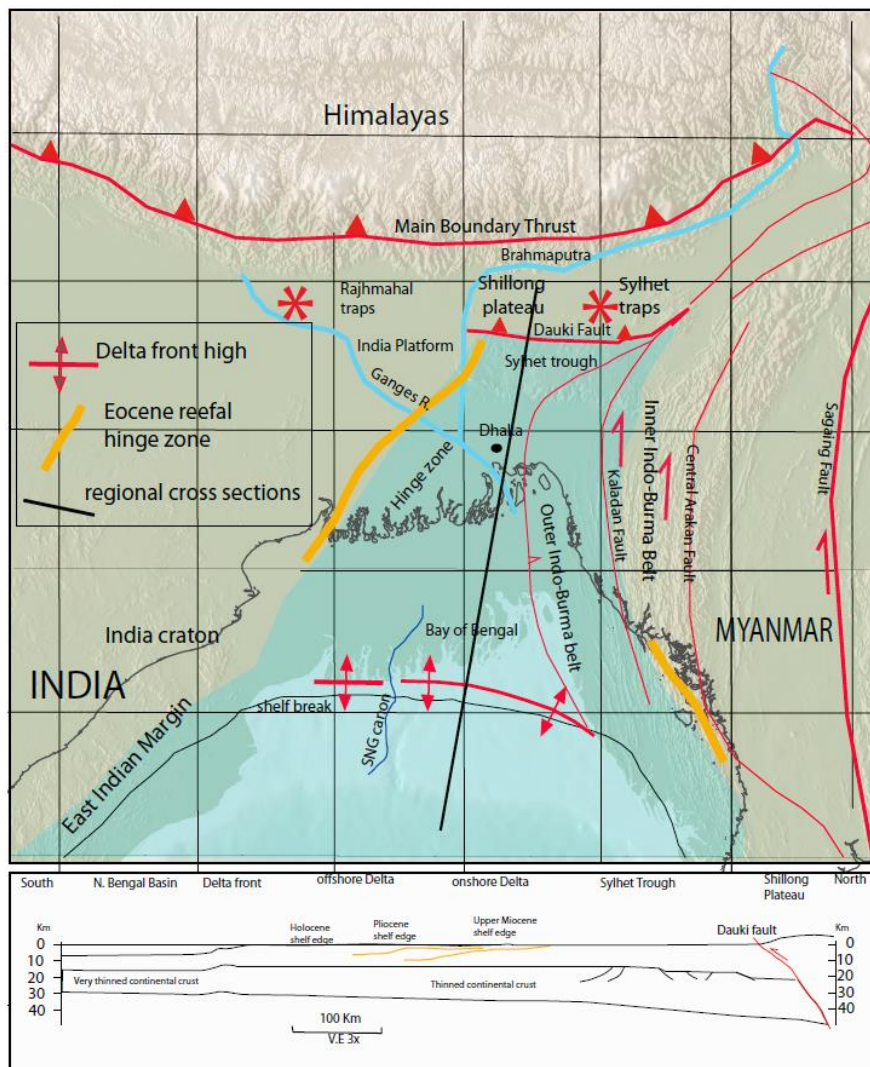 Himalayas
Main Boundary Thrust
Brahmaputra
Rajhmahal
traps
Shillong
plateau
Sylhet
traps
Dauki Fault
India Platform
Sylhet trough
Delta front high
Eocene reefal
hinge zone
regional cross sections
Ganges R.
Dhaka
Hinge zone
Outer Indo-Burma belt
Kaladan Fault
Inner Indo-Burma Belt
Central Arakan Fault
Sagaing Fault
India craton
Bay of Bengal
MYANMAR
INDIA
shelf break
SNG canon
East Indian Margin
South
N. Bengal Basin
Delta front
offshore Delta
onshore Delta
Sylhet Trough
Shillong
Plateau
North
Km
0
10
20
30
40
Holocene
shelf edge
Pliocene
shelf edge
Upper Miocene
shelf edge
Dauki fault
Km
0
10
20
30
40
Very thinned continental crust
Thinned continental crust
100 Km
V.E 3x